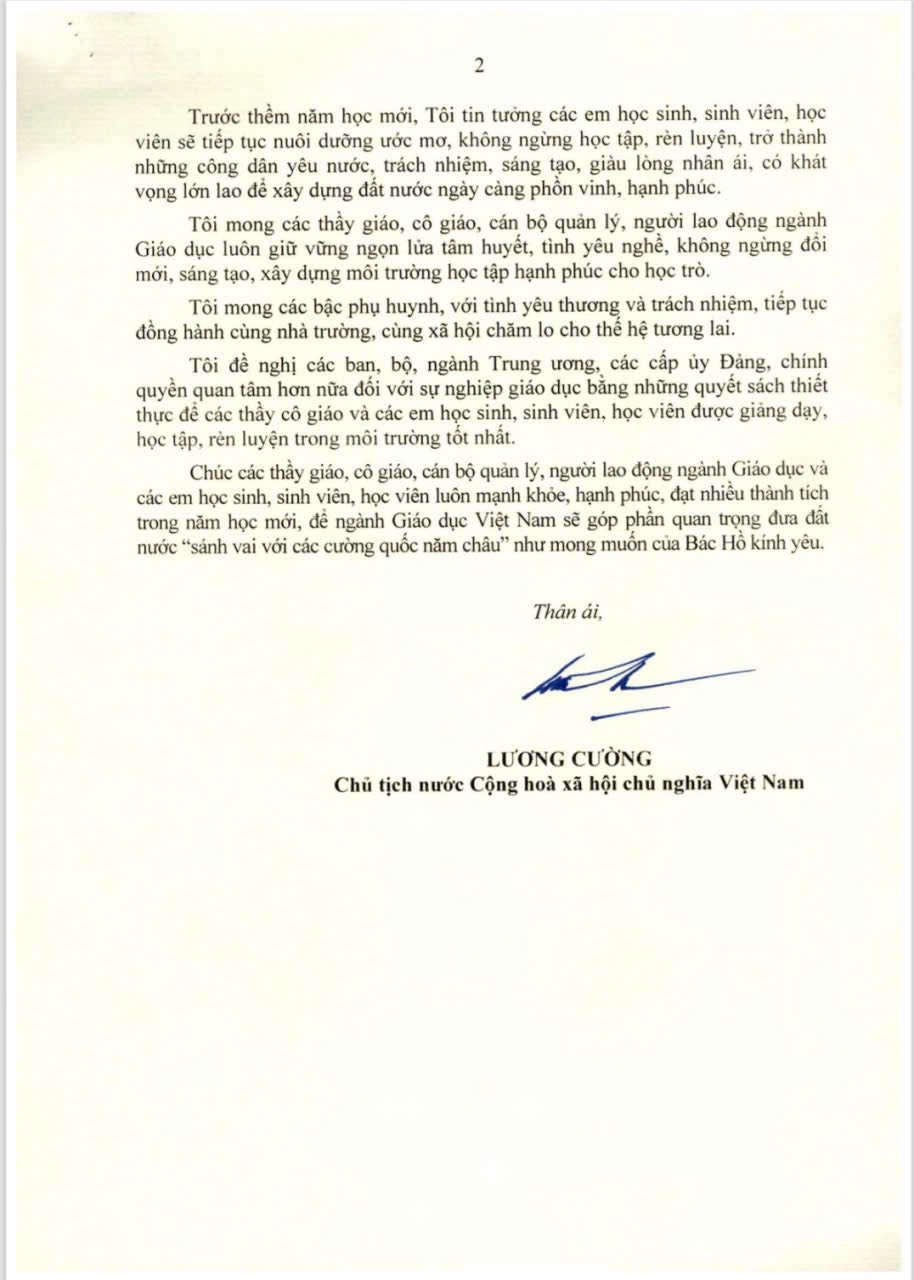 2
Trước thềm năm học mới, Tôi tin tưởng các em học sinh, sinh viên, học
viên sẽ tiếp tục nuôi dưỡng ước mơ, không ngừng học tập, rèn luyện, trở thành
những công dân yêu nước, trách nhiệm, sáng tạo, giàu lòng nhân ái, có khát
vọng lớn lao để xây dựng đất nước ngày càng phồn vinh, hạnh phúc.
Tôi mong các thầy giáo, cô giáo, cán bộ quản lý, người lao động ngành
Giáo dục luôn giữ vững ngọn lửa tâm huyết, tình yêu nghề, không ngừng đổi
mới, sáng tạo, xây dựng môi trường học tập hạnh phúc cho học trò.
Tôi mong các bậc phụ huynh, với tình yêu thương và trách nhiệm, tiếp tục
đồng hành cùng nhà trường, cùng xã hội chăm lo cho thế hệ tương lai.
Tôi đề nghị các ban, bộ, ngành Trung ương, các cấp ủy Đảng, chính
quyền quan tâm hơn nữa đối với sự nghiệp giáo dục bằng những quyết sách thiết
thực để các thầy cô giáo và các em học sinh, sinh viên, học viên được giảng dạy,
học tập, rèn luyện trong môi trường tốt nhất.
Chúc các thầy giáo, cô giáo, cán bộ quản lý, người lao động ngành Giáo dục và
các em học sinh, sinh viên, học viên luôn mạnh khỏe, hạnh phúc, đạt nhiều thành tích
trong năm học mới, để ngành Giáo dục Việt Nam sẽ góp phần quan trọng đưa đất
nước “sánh vai với các cường quốc năm châu” như mong muốn của Bác Hồ kính yêu.
Thân ái,
LƯƠNG CƯỜNG
Chủ tịch nước Cộng hoà xã hội chủ nghĩa Việt Nam